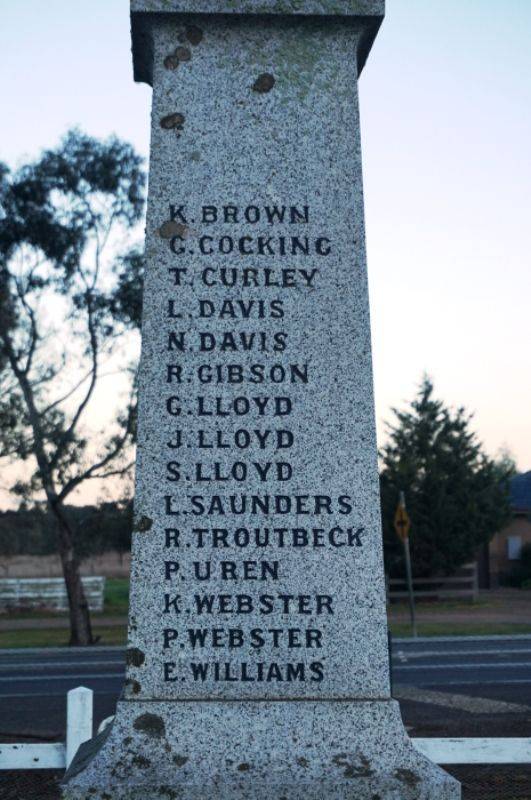 K. BROWN
C. COCKING
T. CURLEY
L. DAVIS
N. DAVIS
R. GIBSON
G. LLOYD
J. LLOYD
S. LLOYD
L. SAUNDERS
R. TROUTBECK
P. UREN
K. WEBSTER
P. WEBSTER
E. WILLIAMS